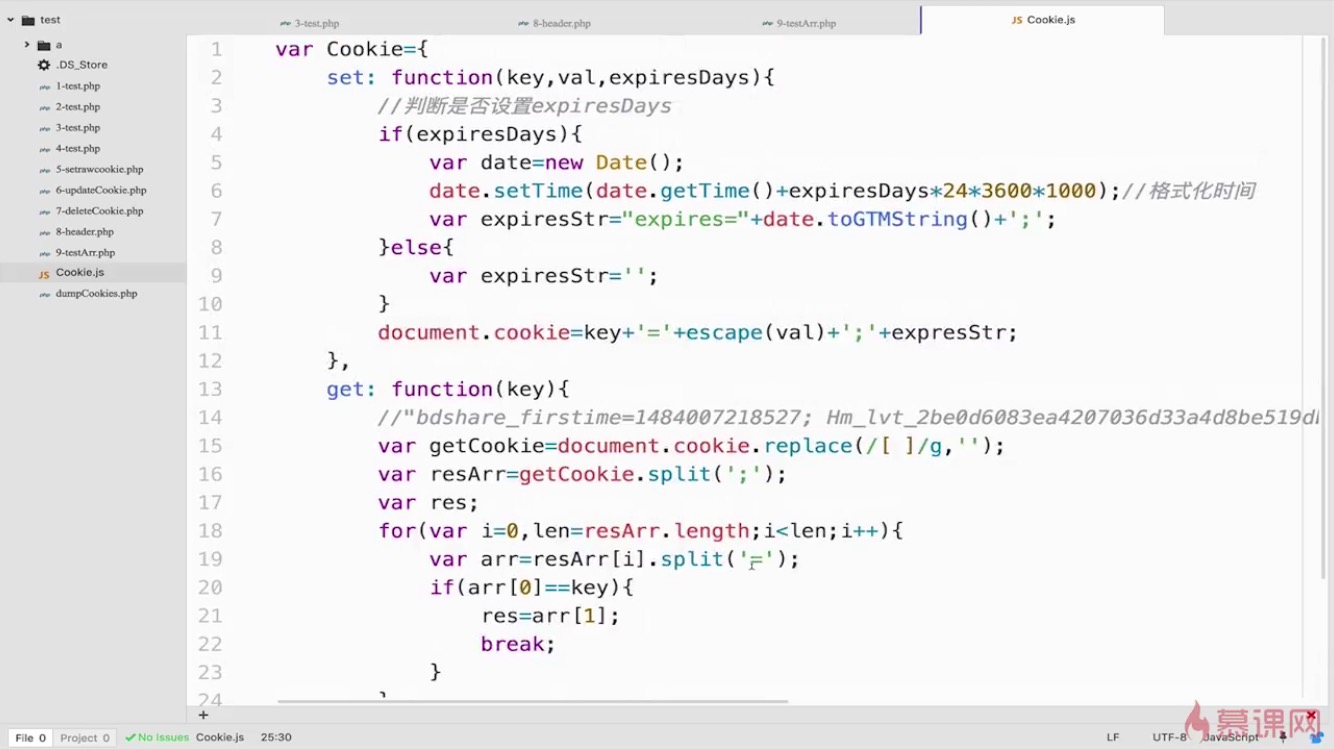 test
3-test.php
8-header.php
9-testArr.php
JS Cookie.js
a
.DS_Store
1-test.php
2-test.php
3-test.php
4-test.php
5-setrawcookie.php
6-updateCookie.php
7-deleteCookie.php
8-header.php
9-testArr.php
JS Cookie.js
dumpCookies.php
1 var Cookie={
2 set: function(key,val,expiresDays){
3 //判断是否设置expiresDays
4 if(expiresDays){
5 var date=new Date();
6 date.setTime(date.getTime()+expiresDays*24*3600*1000);//格式化时间
7 var expiresStr="expires="+date.toGTMString()+';';
8 }else{
9 var expiresStr='';
10 }
11 document.cookie=key+'='+escape(val)+';'+expresStr;
12 },
13 get: function(key){
14 //"bdshare_firstime=1484007218527; Hm_lvt_2be0d6083ea4207036d33a4d8be519d
15 var getCookie=document.cookie.replace(/[ ]/g,'');
16 var resArr=getCookie.split(';');
17 var res;
18 for(var i=0,len=resArr.length;i<len;i++){
19 var arr=resArr[i].split('=');
20 if(arr[0]==key){
21 res=arr[1];
22 break;
23 }
24 }
+
File 0 Project 0 No Issues Cookie.js 25:30 LF UTF-8 JavaScript
慕课网